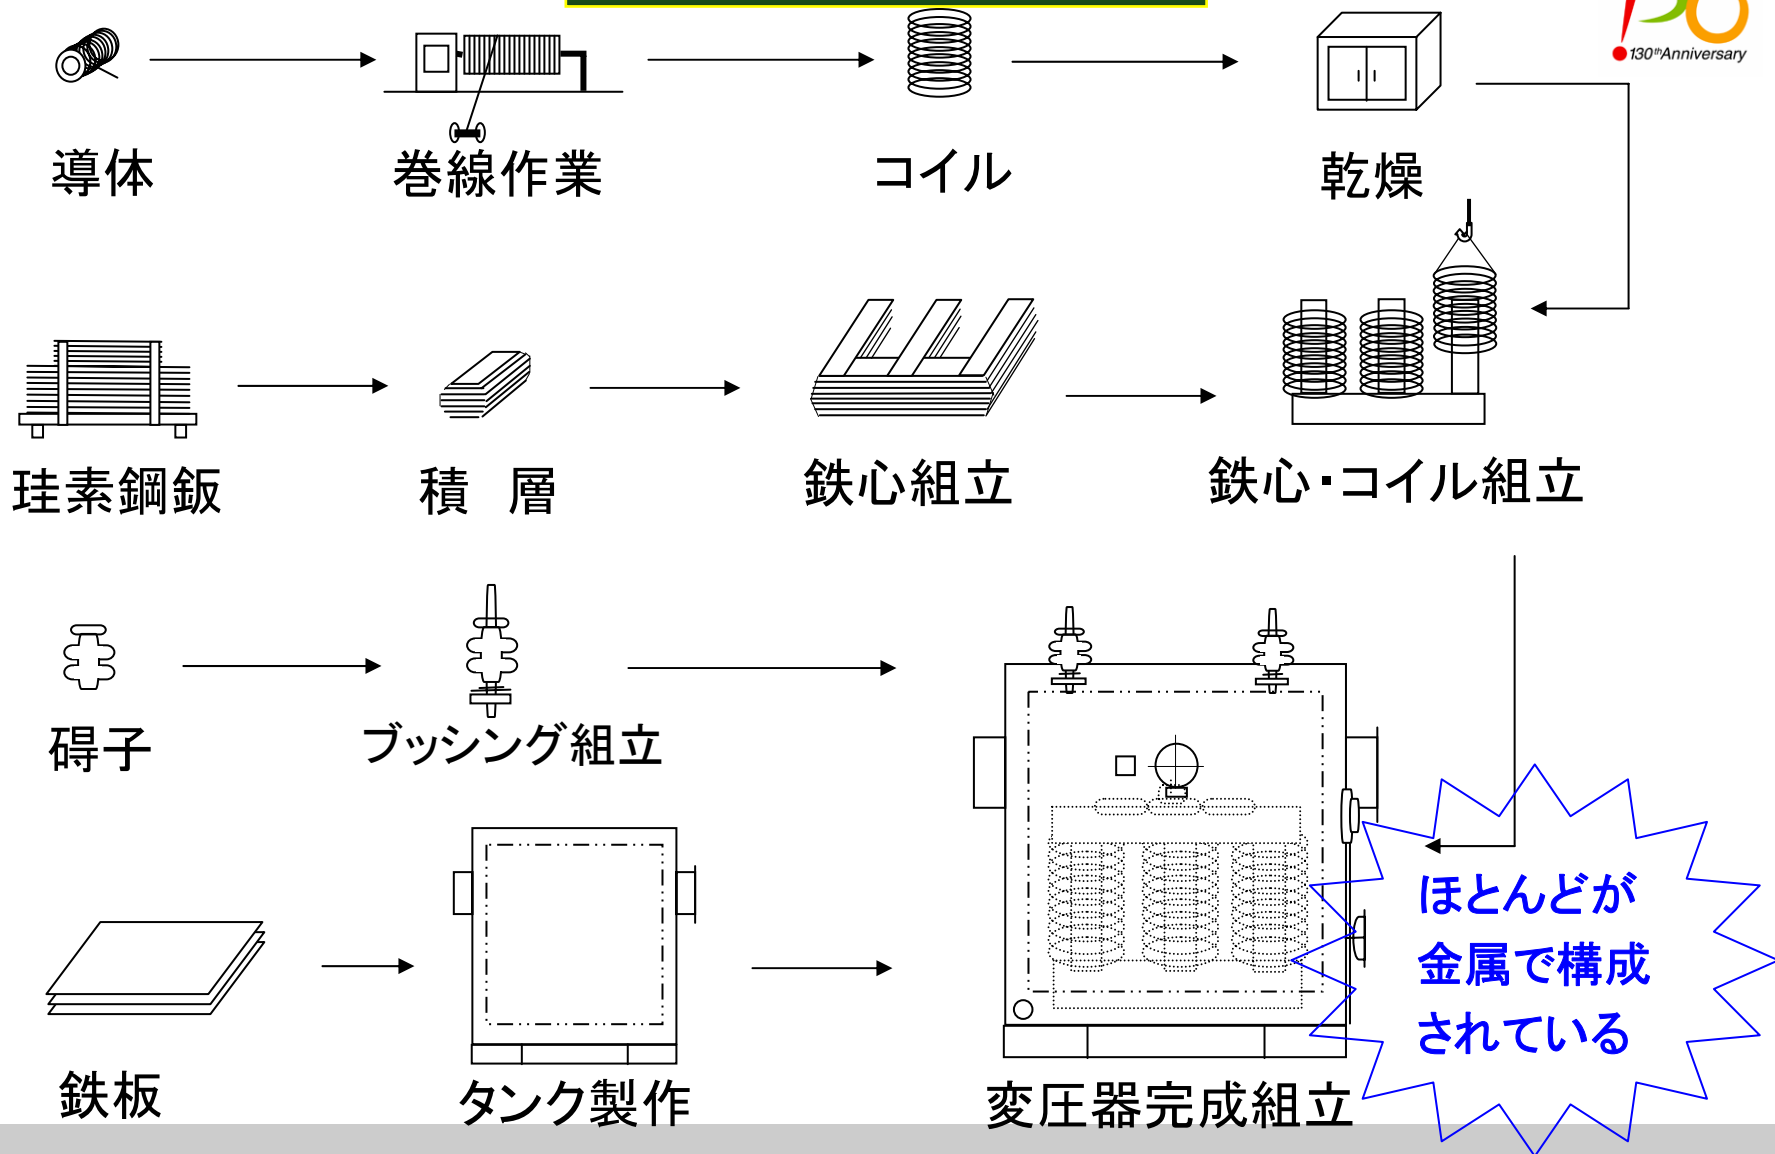 130thAnniversary
導体
巻線作業
コイル
乾燥
珪素鋼鈑
積　層
鉄心組立
鉄心・コイル組立
碍子
ブッシング組立
鉄板
タンク製作
変圧器完成組立
ほとんどが
金属で構成
されている